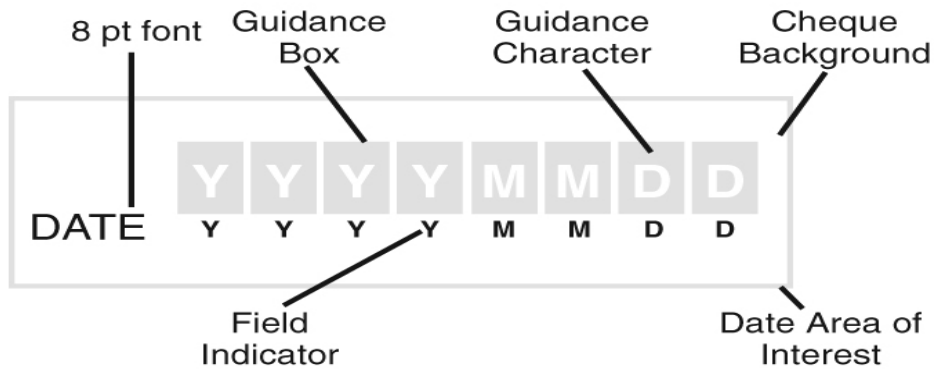 8 pt font
Guidance
Box
Guidance
Character
Cheque
Background
Y Y Y Y M M D D
DATE Y Y Y Y M M D D
Field
Indicator
Date Area of
Interest